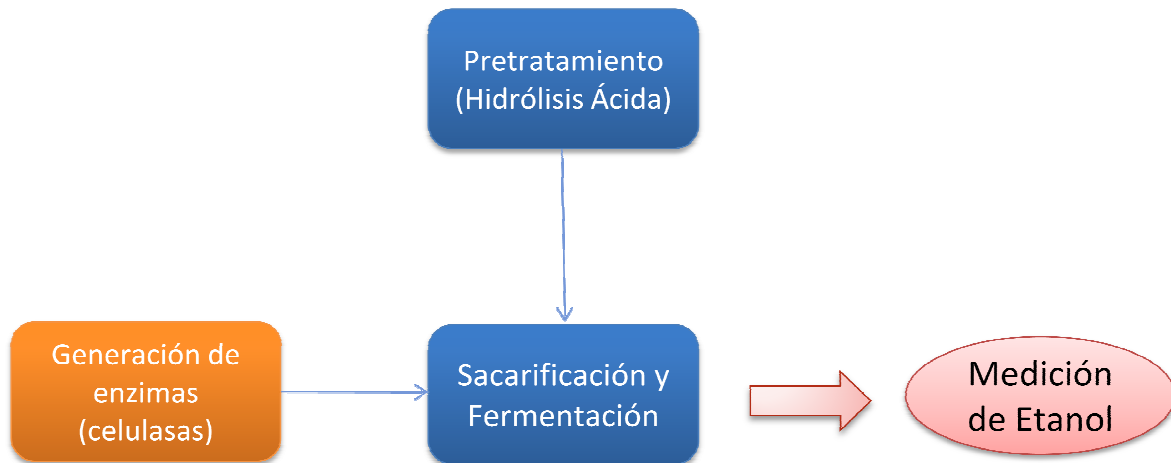 Pretratamiento
(Hidrólisis Ácida)
Generación de
enzimas
(celulasas)
Sacarificación y
Fermentación
Medición
de Etanol